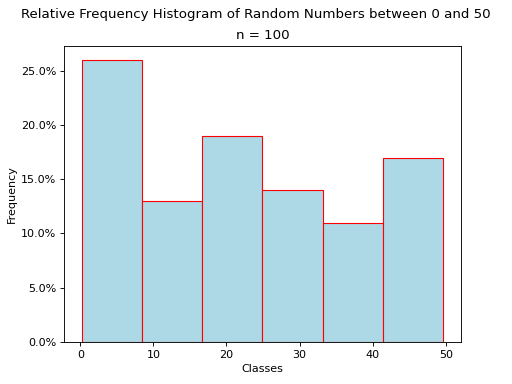 Relative Frequency Histogram of Random Numbers between 0 and 50
n = 100
25.0%
20.0%
15.0%
10.0%
5.0%
0.0%
Frequency
0 10 20 30 40 50
Classes